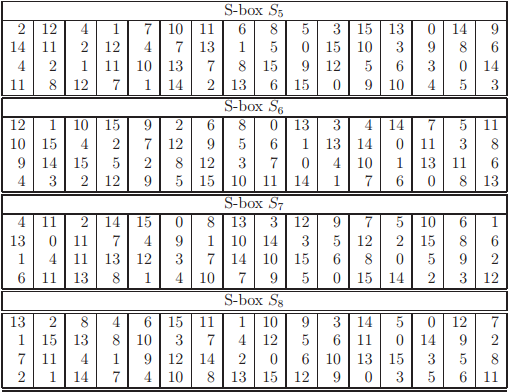 S-box S5
2 12 4 1 7 10 11 6 8 5 3 15 13 0 14 9
14 11 2 12 4 7 13 1 5 0 15 10 3 9 8 6
4 2 1 11 10 13 7 8 15 9 12 5 6 3 0 14
11 8 12 7 1 14 2 13 6 15 0 9 10 4 5 3
S-box S6
12 1 10 15 9 2 6 8 0 13 3 4 14 7 5 11
10 15 4 2 7 12 9 5 6 1 13 14 0 11 3 8
9 14 15 5 2 8 12 3 7 0 4 10 1 13 11 6
4 3 2 12 9 5 15 10 11 14 1 7 6 0 8 13
S-box S7
4 11 2 14 15 0 8 13 3 12 9 7 5 10 6 1
13 0 11 7 4 9 1 10 14 3 5 12 2 15 8 6
1 4 11 13 12 3 7 14 10 15 6 8 0 5 9 2
6 11 13 8 1 4 10 7 9 5 0 15 14 2 3 12
S-box S8
13 2 8 4 6 15 11 1 10 9 3 14 5 0 12 7
1 15 13 8 10 3 7 4 12 5 6 11 0 14 9 2
7 11 4 1 9 12 14 2 0 6 10 13 15 3 5 8
2 1 14 7 4 10 8 13 15 12 9 0 3 5 6 11